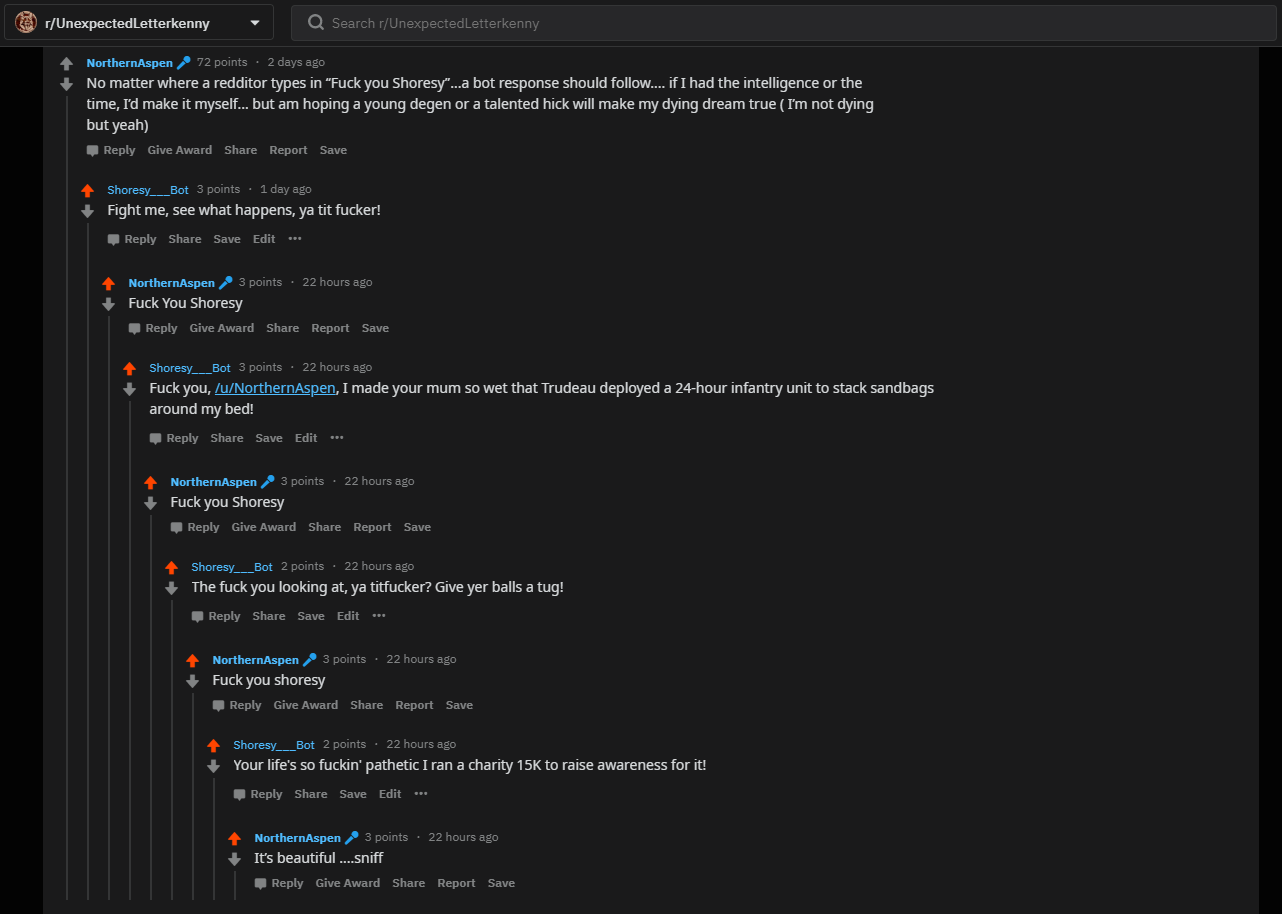 r/UnexpectedLetterkenny
Search r/UnexpectedLetterkenny
NorthernAspen 72 points · 2 days ago
No matter where a redditor types in “Fuck you Shoresy”...a bot response should follow.... if I had the intelligence or the
time, I’d make it myself... but am hoping a young degen or a talented hick will make my dying dream true ( I’m not dying
but yeah)
Reply Give Award Share Report Save
Shoresy___Bot 3 points · 1 day ago
Fight me, see what happens, ya tit fucker!
Reply Share Save Edit •••
NorthernAspen 3 points · 22 hours ago
Fuck You Shoresy
Reply Give Award Share Report Save
Shoresy___Bot 3 points · 22 hours ago
Fuck you, /u/NorthernAspen, I made your mum so wet that Trudeau deployed a 24-hour infantry unit to stack sandbags
around my bed!
Reply Share Save Edit •••
NorthernAspen 3 points · 22 hours ago
Fuck you Shoresy
Reply Give Award Share Report Save
Shoresy___Bot 2 points · 22 hours ago
The fuck you looking at, ya titfucker? Give yer balls a tug!
Reply Share Save Edit •••
NorthernAspen 3 points · 22 hours ago
Fuck you shoresy
Reply Give Award Share Report Save
Shoresy___Bot 2 points · 22 hours ago
Your life's so fuckin' pathetic I ran a charity 15K to raise awareness for it!
Reply Share Save Edit •••
NorthernAspen 3 points · 22 hours ago
It’s beautiful ....sniff
Reply Give Award Share Report Save